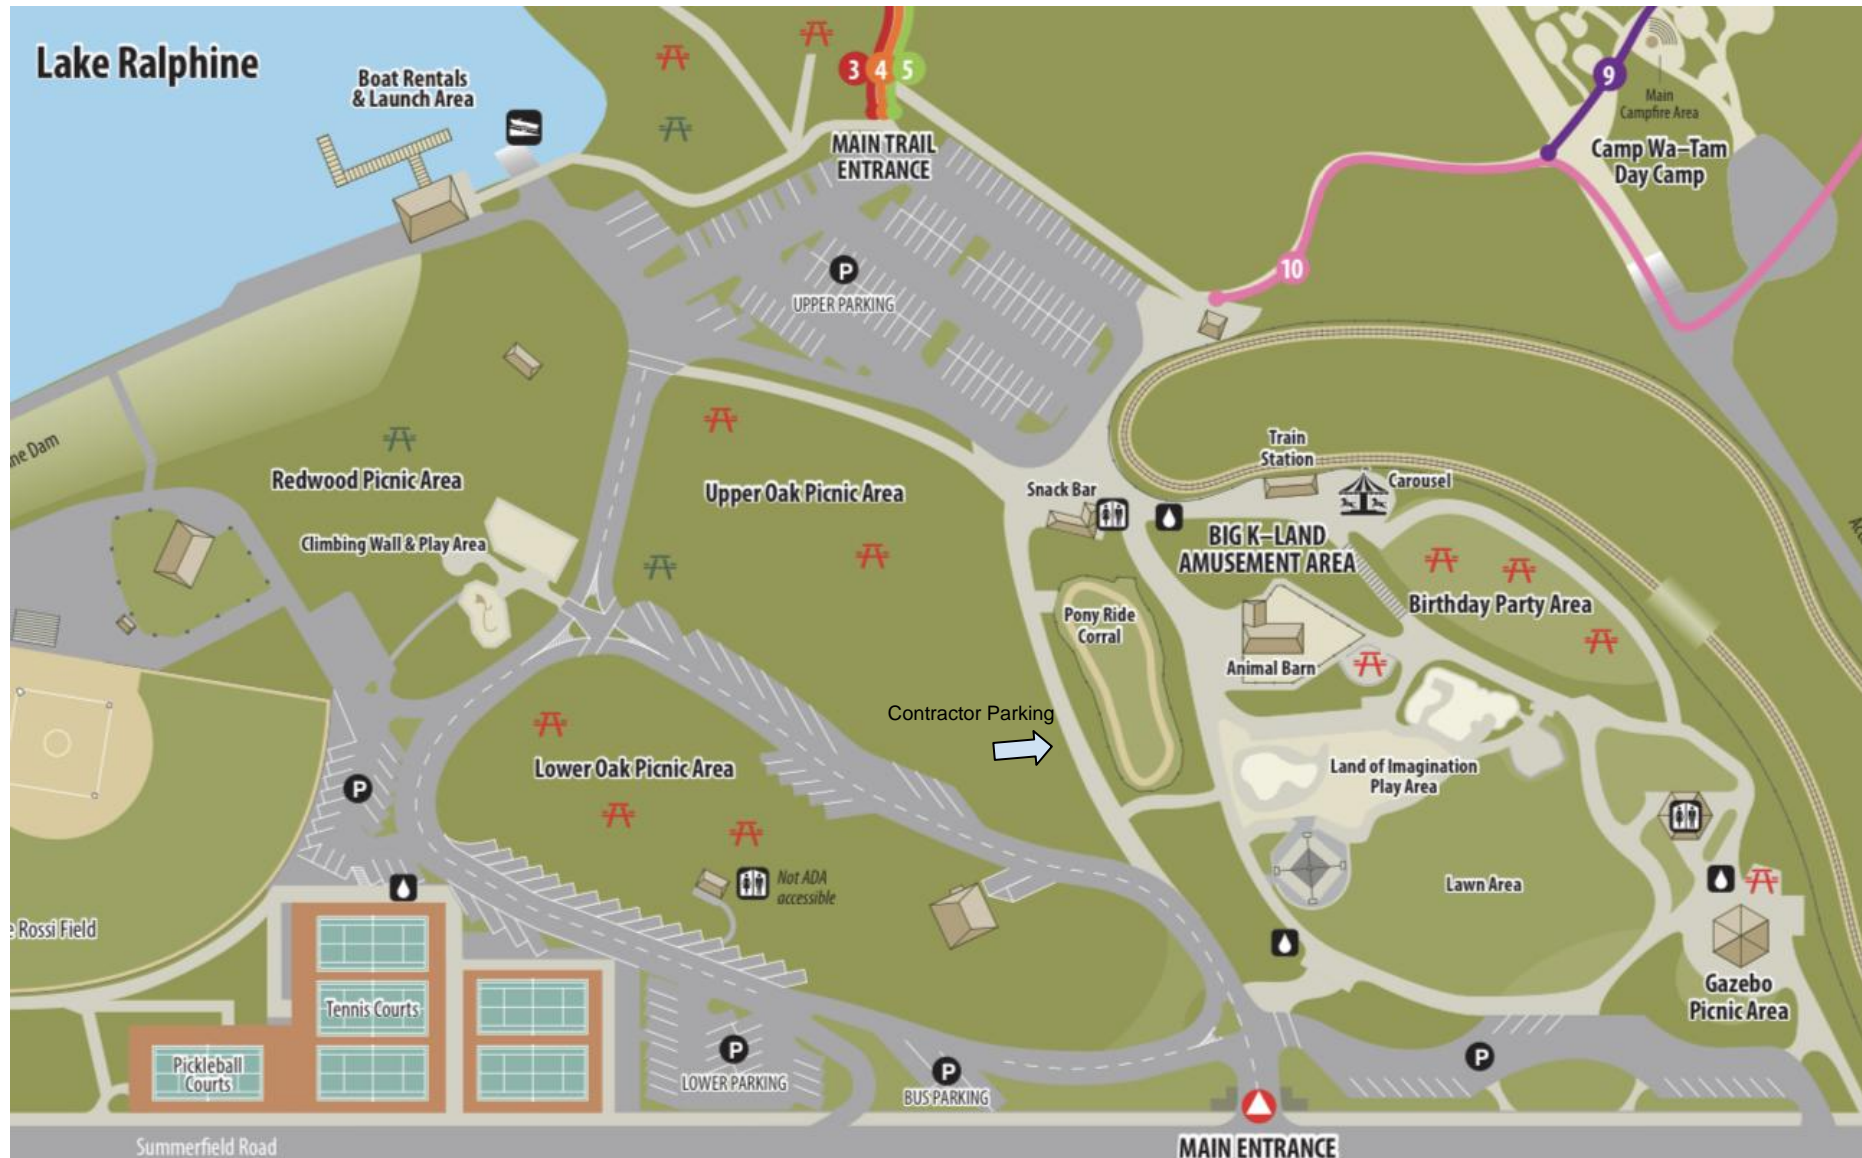 Lake Ralphine
Boat Rentals
& Launch Area
3 4 5
MAIN TRAIL
ENTRANCE
9
Main
Campfire Area
Camp Wa–Tam
Day Camp
10
P
UPPER PARKING
Dam
Redwood Picnic Area
Upper Oak Picnic Area
Climbing Wall & Play Area
Train
Station
Carousel
Snack Bar
BIG K–LAND
AMUSEMENT AREA
Birthday Party Area
Pony Ride
Corral
Animal Barn
Contractor Parking
Lower Oak Picnic Area
Land of Imagination
Play Area
P
Not ADA
accessible
Lawn Area
Rossi Field
Gazebo
Picnic Area
Tennis Courts
Pickleball
Courts
P
LOWER PARKING
P
BUS PARKING
P
Summerfield Road
MAIN ENTRANCE